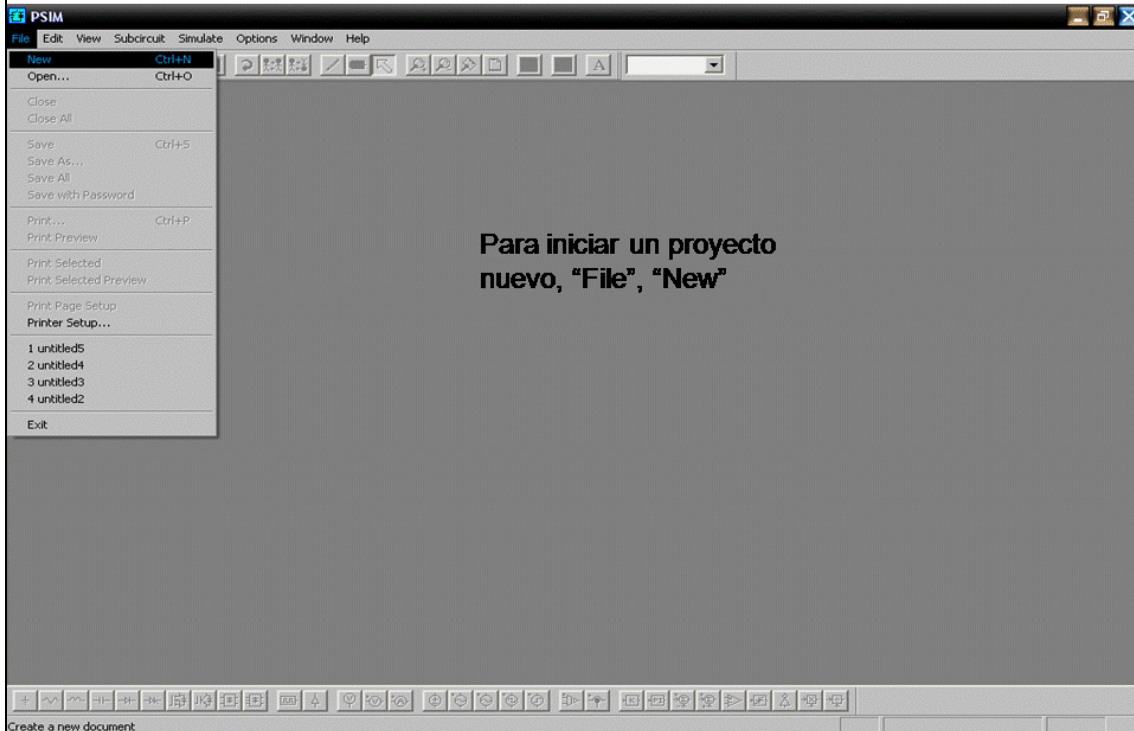 PSIM
File Edit View Subcircuit Simulate Options Window Help
New Ctrl+N
Open... Ctrl+O
Close
Close All
Save Ctrl+S
Save As...
Save All
Save with Password
Print... Ctrl+P
Print Preview
Print Selected
Print Selected Preview
Print Page Setup
Printer Setup...
1 untitled5
2 untitled4
3 untitled3
4 untitled2
Exit
A
Para iniciar un proyecto
nuevo, “File”, “New”
Create a new document